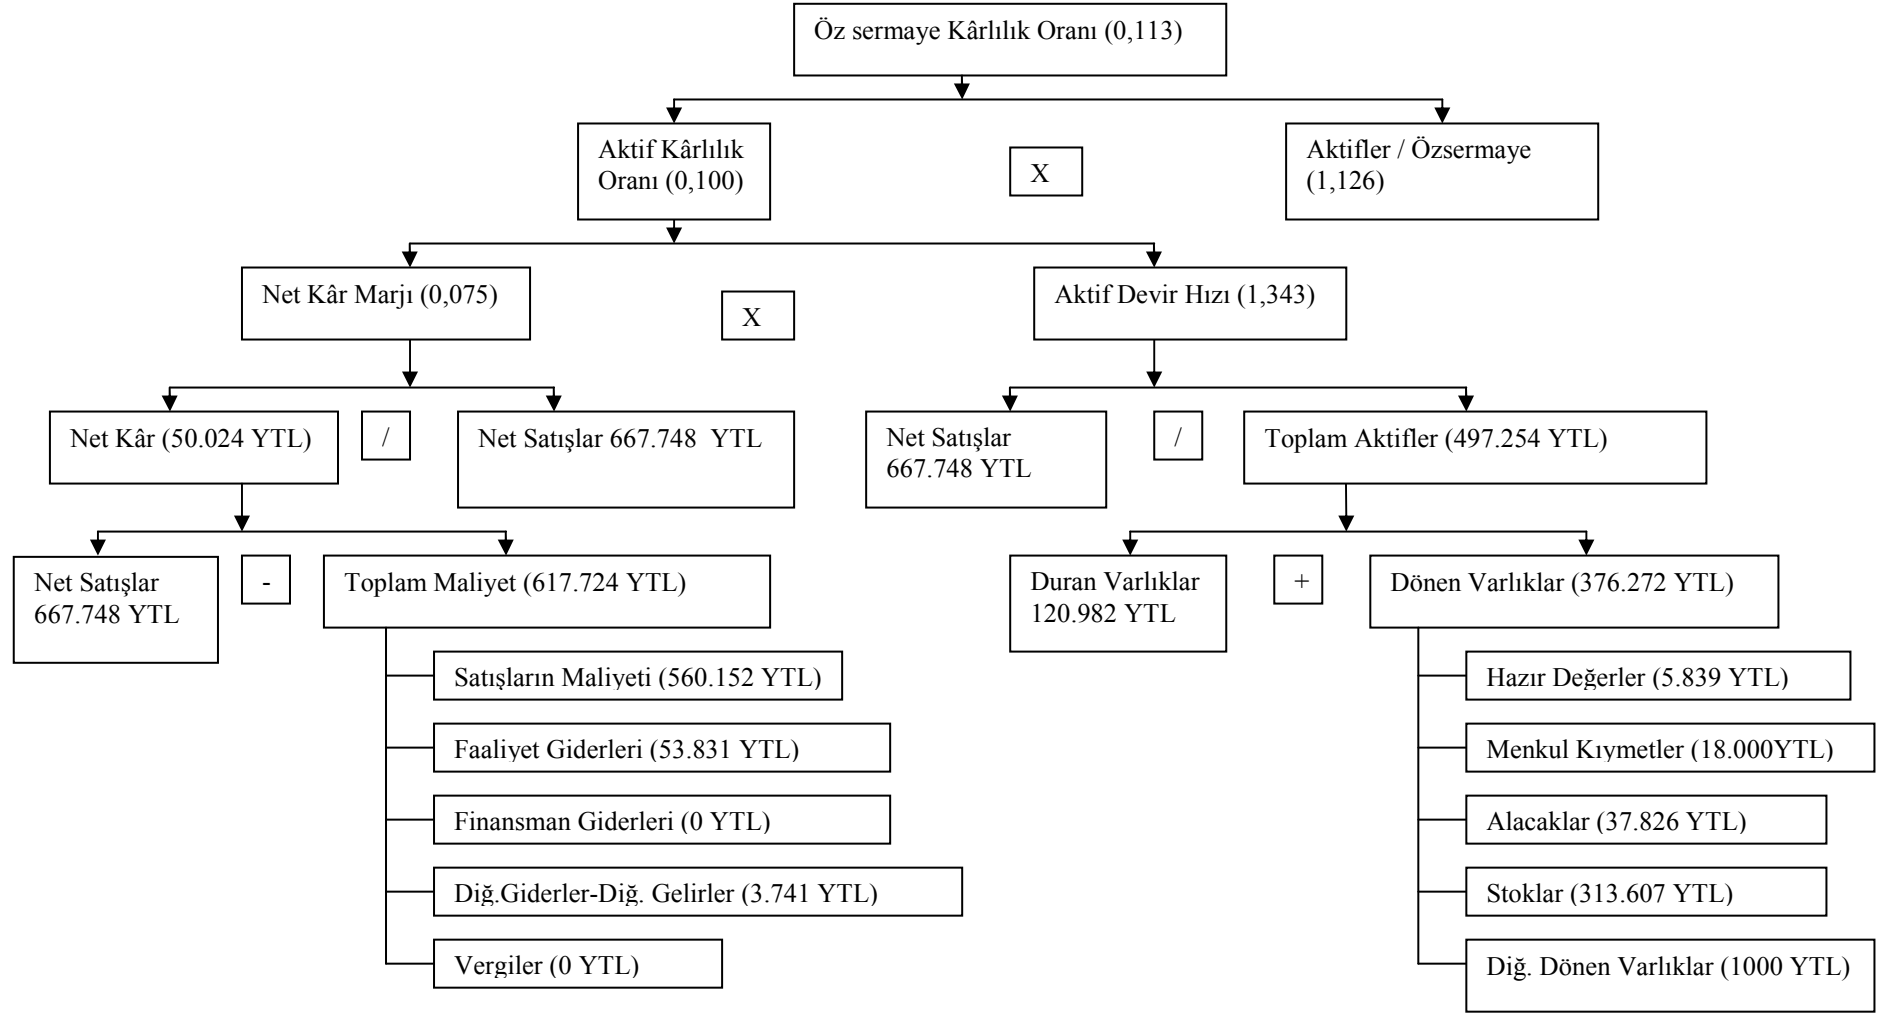 Öz sermaye Kârlılık Oranı (0,113)
Aktif Kârlılık
Oranı (0,100)
X
Aktifler / Özsermaye
(1,126)
Net Kâr Marjı (0,075)
X
Aktif Devir Hızı (1,343)
Net Kâr (50.024 YTL)
/
Net Satışlar 667.748  YTL
Net Satışlar
667.748 YTL
/
Toplam Aktifler (497.254 YTL)
Net Satışlar
667.748 YTL
-
Toplam Maliyet (617.724 YTL)
Duran Varlıklar
120.982 YTL
+
Dönen Varlıklar (376.272 YTL)
Satışların Maliyeti (560.152 YTL)
Faaliyet Giderleri (53.831 YTL)
Finansman Giderleri (0 YTL)
Diğ.Giderler-Diğ. Gelirler (3.741 YTL)
Vergiler (0 YTL)
Hazır Değerler (5.839 YTL)
Menkul Kıymetler (18.000YTL)
Alacaklar (37.826 YTL)
Stoklar (313.607 YTL)
Diğ. Dönen Varlıklar (1000 YTL)